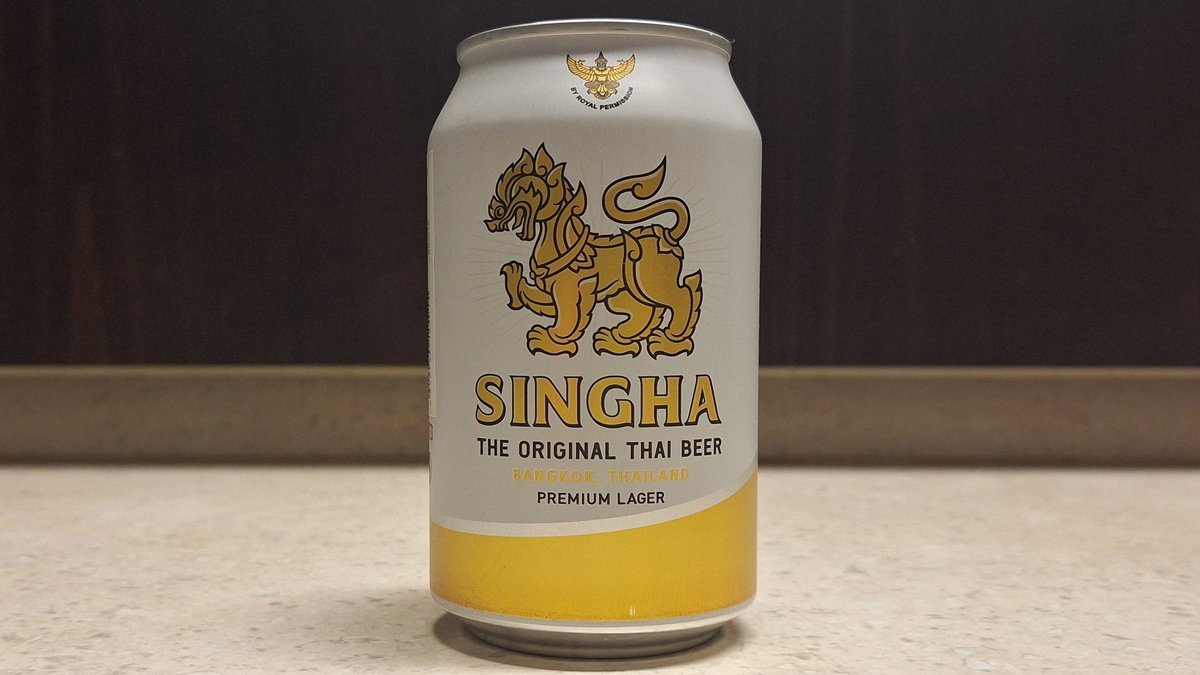 BY ROYAL PERMISSION
SINGHA
THE ORIGINAL THAI BEER
BANGKOK, THAILAND
PREMIUM LAGER